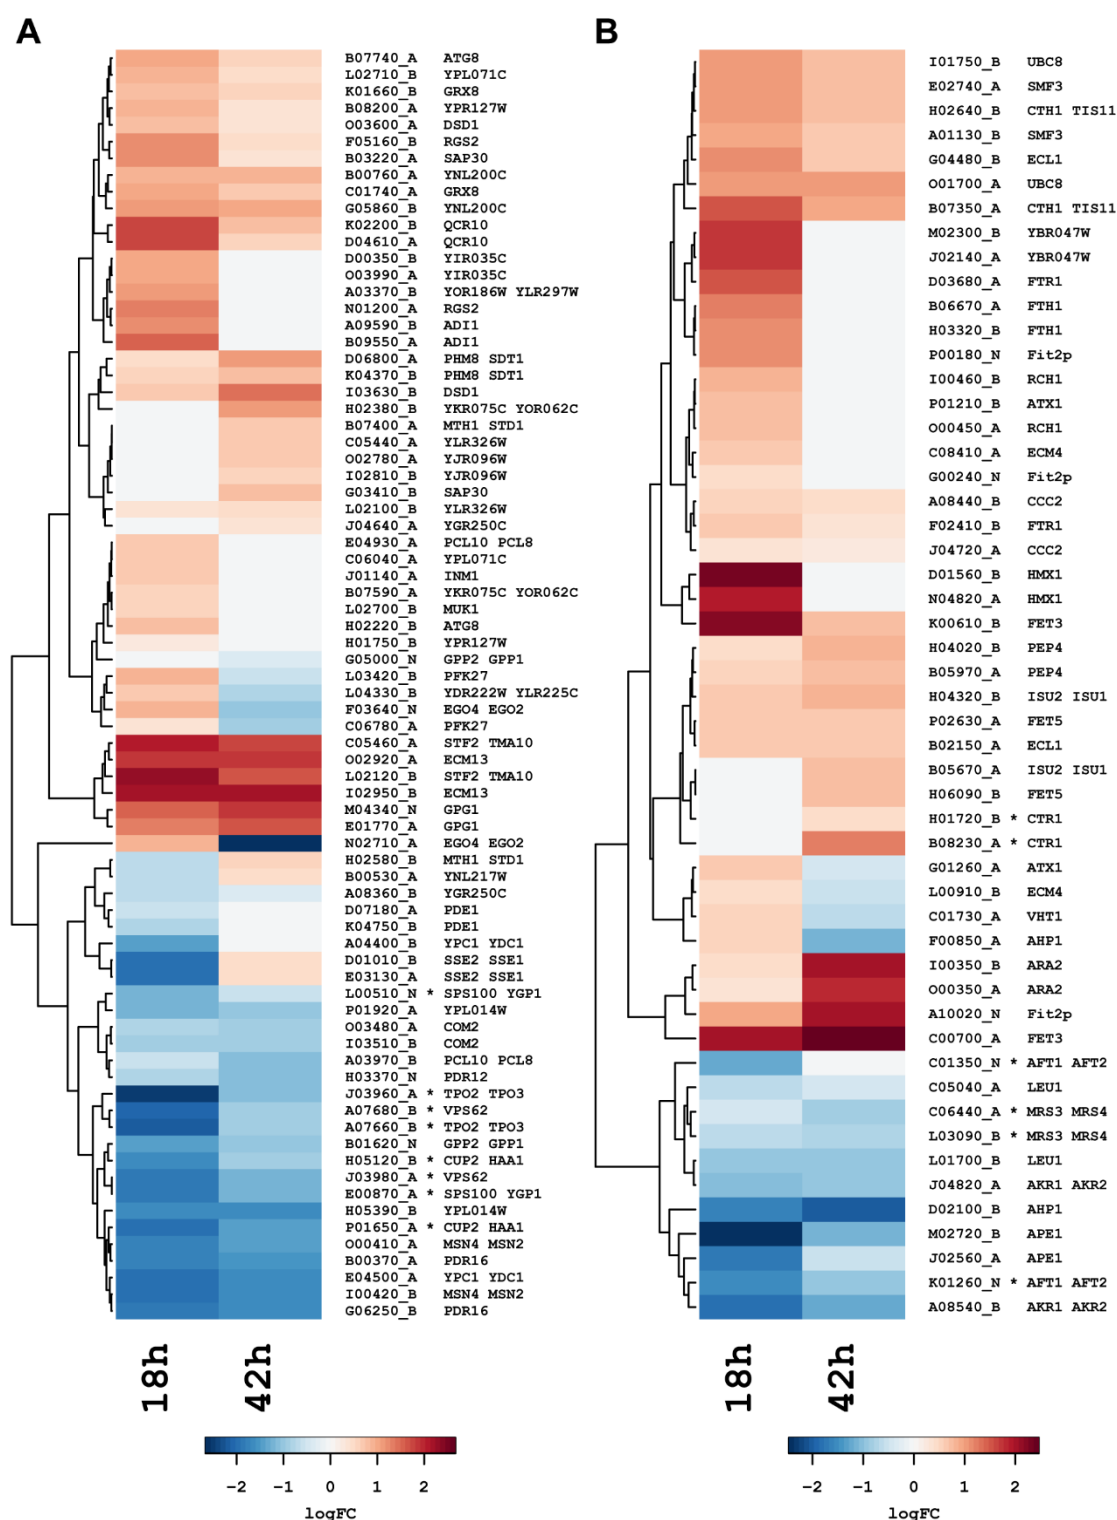 A
B07740_A ATG8
L02710_B YPL071C
K01660_B GRX8
B08200_A YPR127W
O03600_A DSD1
F05160_B RGS2
B03220_A SAP30
B00760_A YNL200C
C01740_A GRX8
G05860_B YNL200C
K02200_B QCR10
D04610_A QCR10
D00350_B YIR035C
O03990_A YIR035C
A03370_B YOR186W YLR297W
N01200_A RGS2
A09590_B ADI1
B09550_A ADI1
D06800_A PHM8 SDT1
K04370_B PHM8 SDT1
I03630_B DSD1
H02380_B YKR075C YOR062C
B07400_A MTH1 STD1
C05440_A YLR326W
O02780_A YJR096W
I02810_B YJR096W
G03410_B SAP30
L02100_B YLR326W
J04640_A YGR250C
E04930_A PCL10 PCL8
C06040_A YPL071C
J01140_A INM1
B07590_A YKR075C YOR062C
L02700_B MUK1
H02220_B ATG8
H01750_B YPR127W
G05000_N GPP2 GPP1
L03420_B PFK27
L04330_B YDR222W YLR225C
F03640_N EGO4 EGO2
C06780_A PFK27
C05460_A STF2 TMA10
O02920_A ECM13
L02120_B STF2 TMA10
I02950_B ECM13
M04340_N GPG1
E01770_A GPG1
N02710_A EGO4 EGO2
H02580_B MTH1 STD1
B00530_A YNL217W
A08360_B YGR250C
D07180_A PDE1
K04750_B PDE1
A04400_B YPC1 YDC1
D01010_B SSE2 SSE1
E03130_A SSE2 SSE1
L00510_N * SPS100 YGP1
P01920_A YPL014W
O03480_A COM2
I03510_B COM2
A03970_B PCL10 PCL8
H03370_N PDR12
J03960_A * TPO2 TPO3
A07680_B * VPS62
A07660_B * TPO2 TPO3
B01620_N GPP2 GPP1
H05120_B * CUP2 HAA1
J03980_A * VPS62
E00870_A * SPS100 YGP1
H05390_B YPL014W
P01650_A * CUP2 HAA1
O00410_A MSN4 MSN2
B00370_A PDR16
E04500_A YPC1 YDC1
I00420_B MSN4 MSN2
G06250_B PDR16
18h 42h
-2 -1 0 1 2
logFC
B
I01750_B UBC8
E02740_A SMF3
H02640_B CTH1 TIS11
A01130_B SMF3
G04480_B ECL1
O01700_A UBC8
B07350_A CTH1 TIS11
M02300_B YBR047W
J02140_A YBR047W
D03680_A FTR1
B06670_A FTH1
H03320_B FTH1
P00180_N Fit2p
I00460_B RCH1
P01210_B ATX1
O00450_A RCH1
C08410_A ECM4
G00240_N Fit2p
A08440_B CCC2
F02410_B FTR1
J04720_A CCC2
D01560_B HMX1
N04820_A HMX1
K00610_B FET3
H04020_B PEP4
B05970_A PEP4
H04320_B ISU2 ISU1
P02630_A FET5
B02150_A ECL1
B05670_A ISU2 ISU1
H06090_B FET5
H01720_B * CTR1
B08230_A * CTR1
G01260_A ATX1
L00910_B ECM4
C01730_A VHT1
F00850_A AHP1
I00350_B ARA2
O00350_A ARA2
A10020_N Fit2p
C00700_A FET3
C01350_N * AFT1 AFT2
C05040_A LEU1
C06440_A * MRS3 MRS4
L03090_B * MRS3 MRS4
L01700_B LEU1
J04820_A AKR1 AKR2
D02100_B AHP1
M02720_B APE1
J02560_A APE1
K01260_N * AFT1 AFT2
A08540_B AKR1 AKR2
18h 42h
-2 -1 0 1 2
logFC